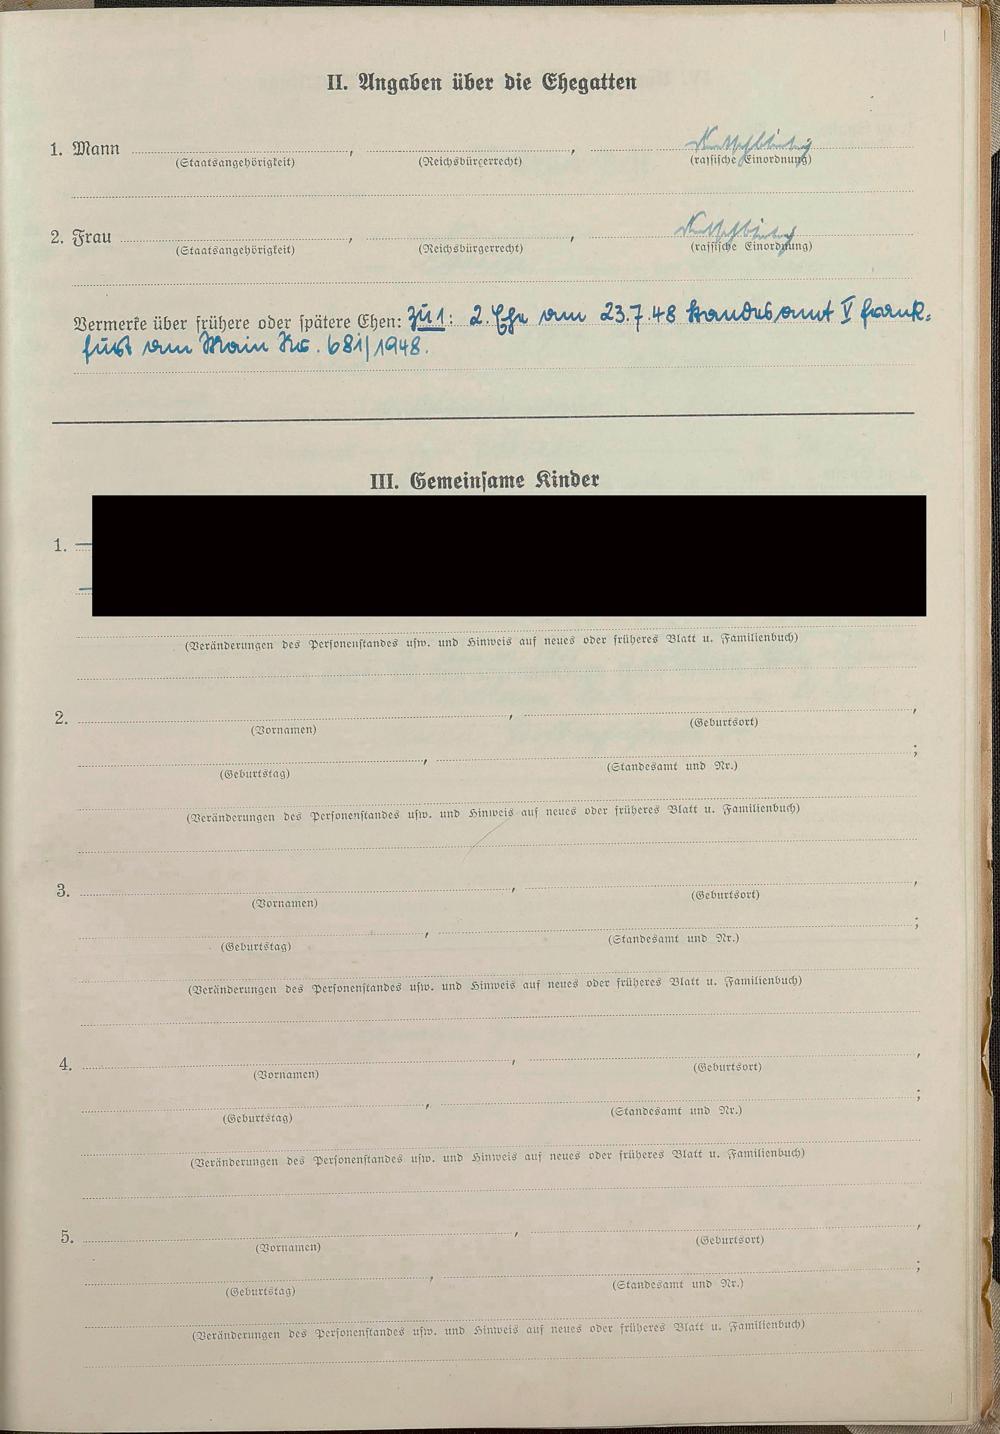 II. Angaben über die Ehegatten
1. Mann , ,
(Staatsangehörigkeit) (Reichsbürgerrecht) (rassische Einordnung)
2. Frau , ,
(Staatsangehörigkeit) (Reichsbürgerrecht) (rassische Einordnung)
Vermerke über frühere oder spätere Ehen: Zu 1: 2. Ehe am 23.7.48 Standesamt V Frank-
furt am Main Nr. 681/1948.
III. Gemeinsame Kinder
1.
(Veränderungen des Personenstandes usw. und Hinweis auf neues oder früheres Blatt u. Familienbuch)
2. , ,
(Vornamen) (Geburtsort)
, ;
(Geburtstag) (Standesamt und Nr.)
(Veränderungen des Personenstandes usw. und Hinweis auf neues oder früheres Blatt u. Familienbuch)
3. , ,
(Vornamen) (Geburtsort)
, ;
(Geburtstag) (Standesamt und Nr.)
(Veränderungen des Personenstandes usw. und Hinweis auf neues oder früheres Blatt u. Familienbuch)
4. , ,
(Vornamen) (Geburtsort)
, ;
(Geburtstag) (Standesamt und Nr.)
(Veränderungen des Personenstandes usw. und Hinweis auf neues oder früheres Blatt u. Familienbuch)
5. , ,
(Vornamen) (Geburtsort)
, ;
(Geburtstag) (Standesamt und Nr.)
(Veränderungen des Personenstandes usw. und Hinweis auf neues oder früheres Blatt u. Familienbuch)